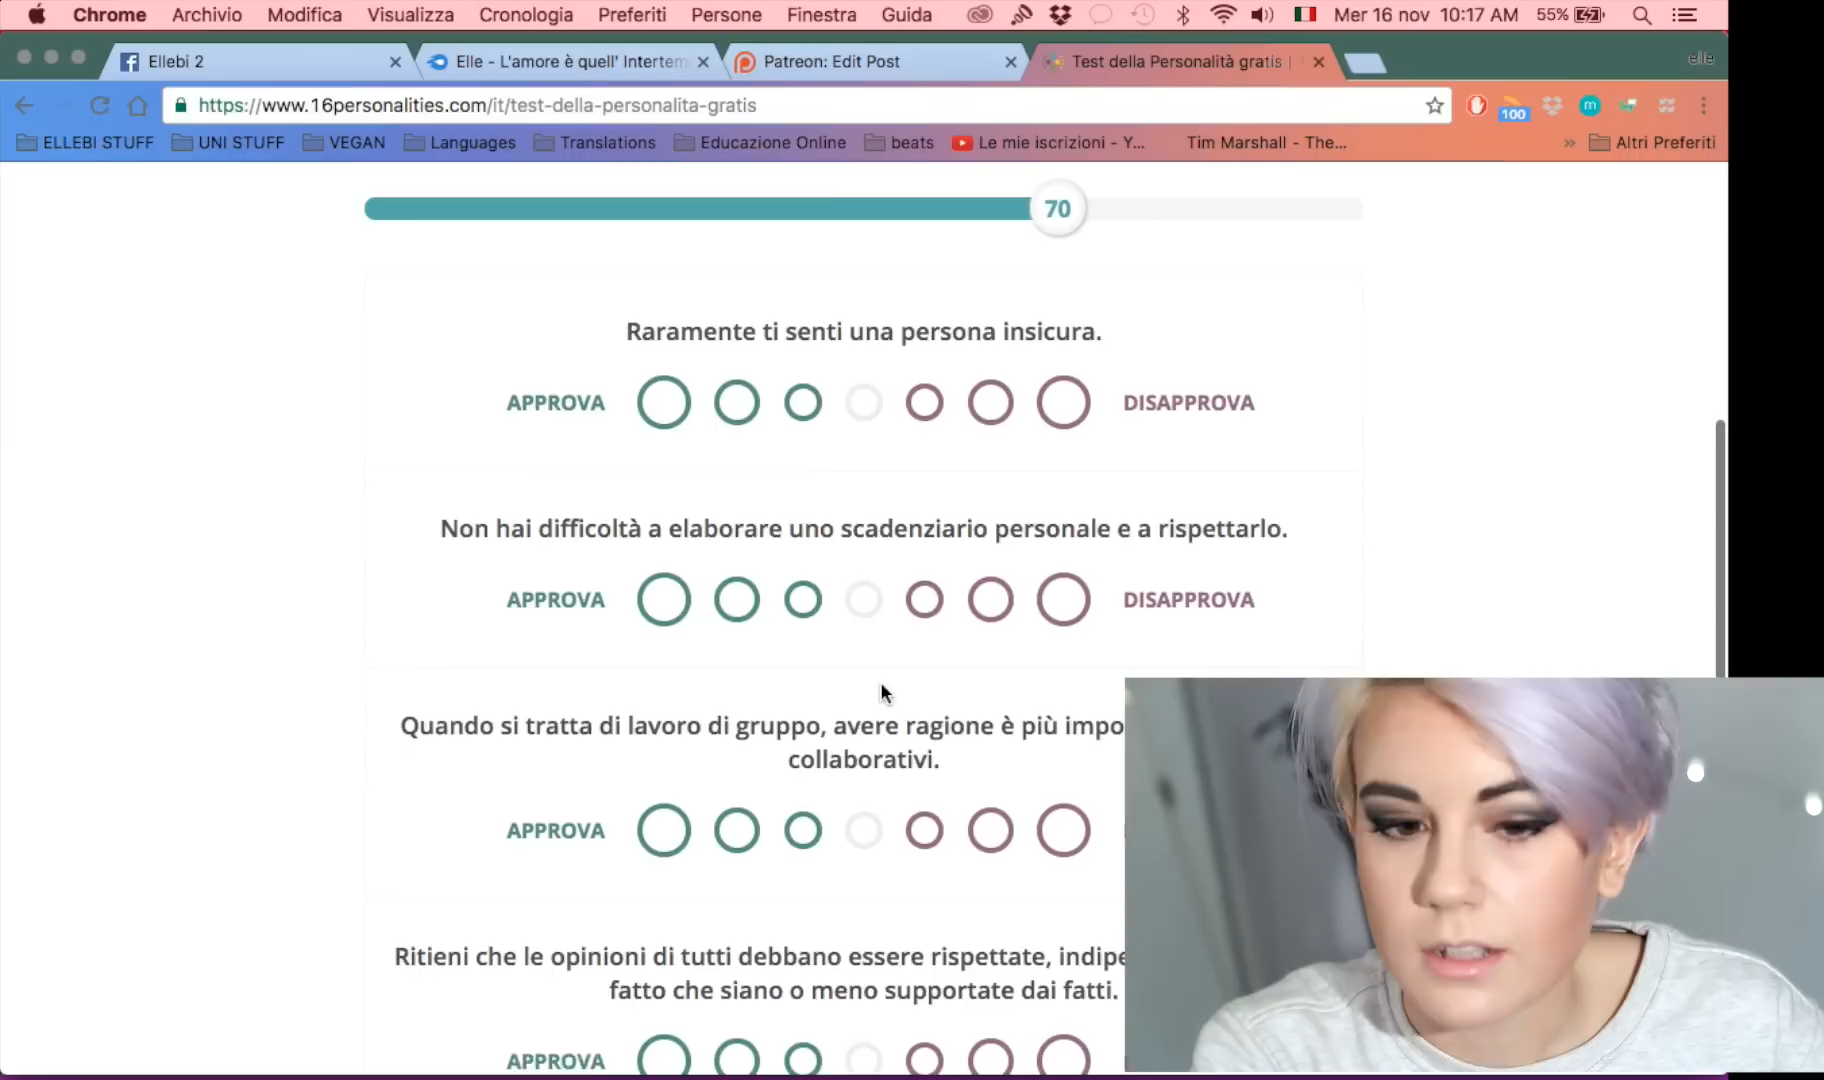 Chrome Archivio Modifica Visualizza Cronologia Preferiti Persone Finestra Guida Mer 16 nov 10:17 AM 55%
Ellebi 2 Elle - L'amore è quell' Interterm Patreon: Edit Post Test della Personalità gratis | elle
https://www.16personalities.com/it/test-della-personalita-gratis 100 m
ELLEBI STUFF UNI STUFF VEGAN Languages Translations Educazione Online beats Le mie iscrizioni - Y... Tim Marshall - The... » Altri Preferiti
70
Raramente ti senti una persona insicura.
APPROVA DISAPPROVA
Non hai difficoltà a elaborare uno scadenziario personale e a rispettarlo.
APPROVA DISAPPROVA
Quando si tratta di lavoro di gruppo, avere ragione è più impo
collaborativi.
APPROVA
Ritieni che le opinioni di tutti debbano essere rispettate, indipe
fatto che siano o meno supportate dai fatti.
APPROVA